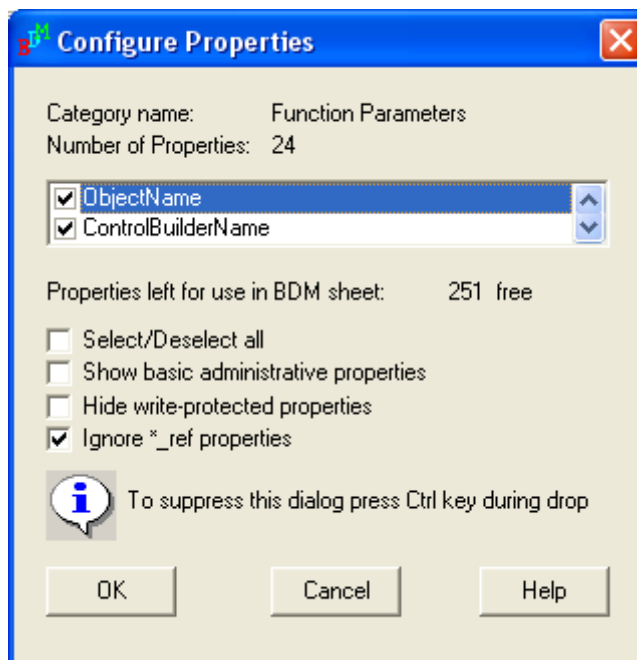 BDM Configure Properties
Category name: Function Parameters
Number of Properties: 24
ObjectName
ControlBuilderName
Properties left for use in BDM sheet: 251 free
Select/Deselect all
Show basic administrative properties
Hide write-protected properties
Ignore *_ref properties
To suppress this dialog press Ctrl key during drop
OK Cancel Help